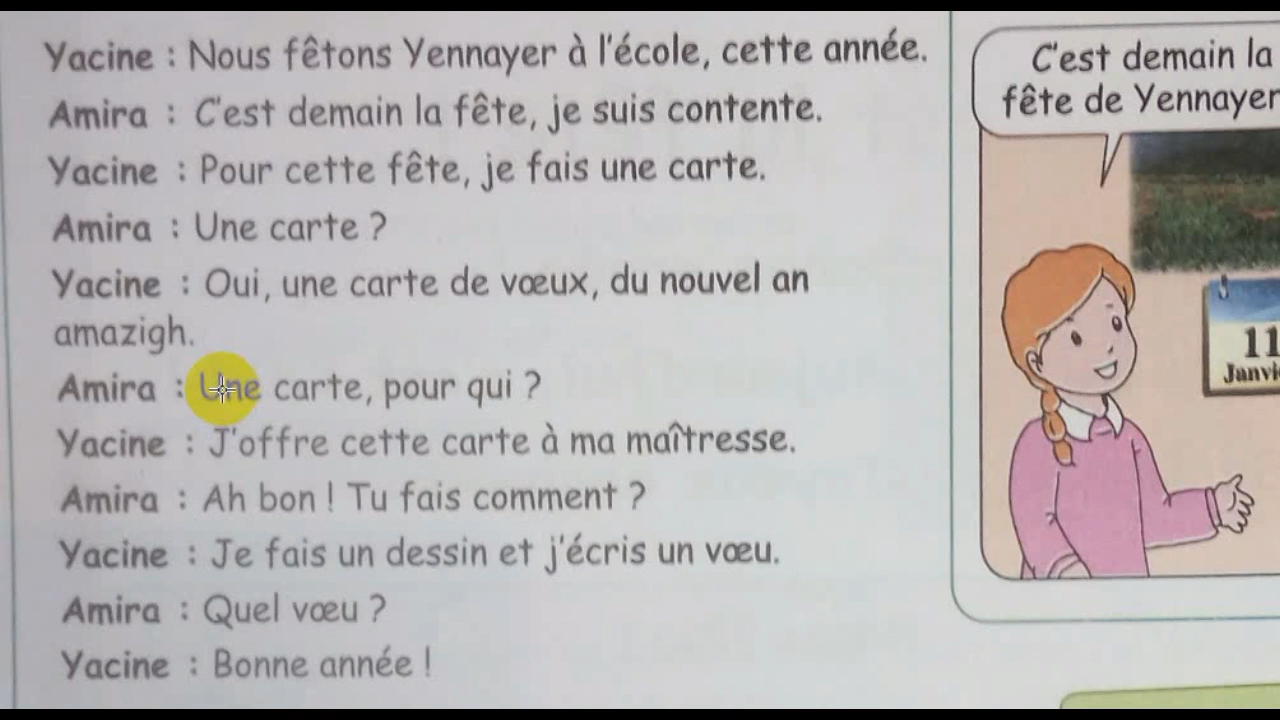 Yacine : Nous fêtons Yennayer à l'école, cette année.
Amira : C'est demain la fête, je suis contente.
Yacine : Pour cette fête, je fais une carte.
Amira : Une carte ?
Yacine : Oui, une carte de vœux, du nouvel an
amazigh.
Amira : Une carte, pour qui ?
Yacine : J'offre cette carte à ma maîtresse.
Amira : Ah bon ! Tu fais comment ?
Yacine : Je fais un dessin et j'écris un vœu.
Amira : Quel vœu ?
Yacine : Bonne année !
C'est demain la
fête de Yennayer
11